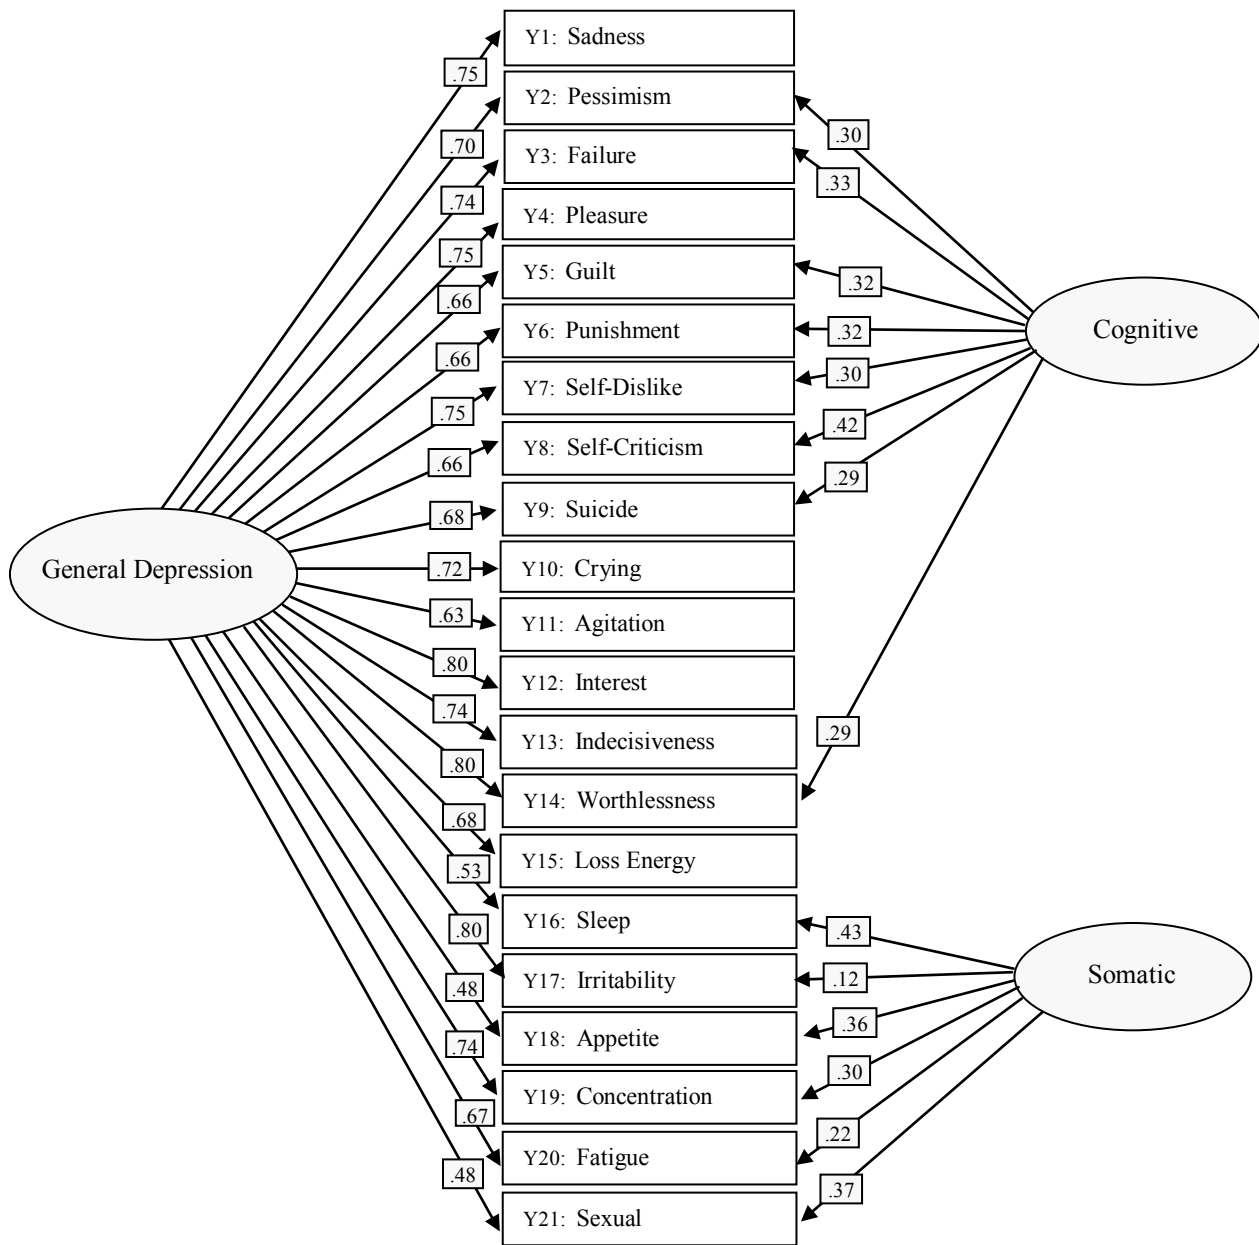 Y1: Sadness
.75
Y2: Pessimism
.70
.30
Y3: Failure
.74
.33
Y4: Pleasure
.75
Y5: Guilt
.66
.32
Y6: Punishment
.66
.32
Y7: Self-Dislike
.75
.30
Y8: Self-Criticism
.66
.42
Y9: Suicide
.68
.29
Y10: Crying
.72
Y11: Agitation
.63
Y12: Interest
.80
Y13: Indecisiveness
.74
Y14: Worthlessness
.80
.29
Y15: Loss Energy
.68
Y16: Sleep
.53
.43
Y17: Irritability
.80
.12
Y18: Appetite
.48
.36
Y19: Concentration
.74
.30
Y20: Fatigue
.67
.22
Y21: Sexual
.48
.37
General Depression
Cognitive
Somatic